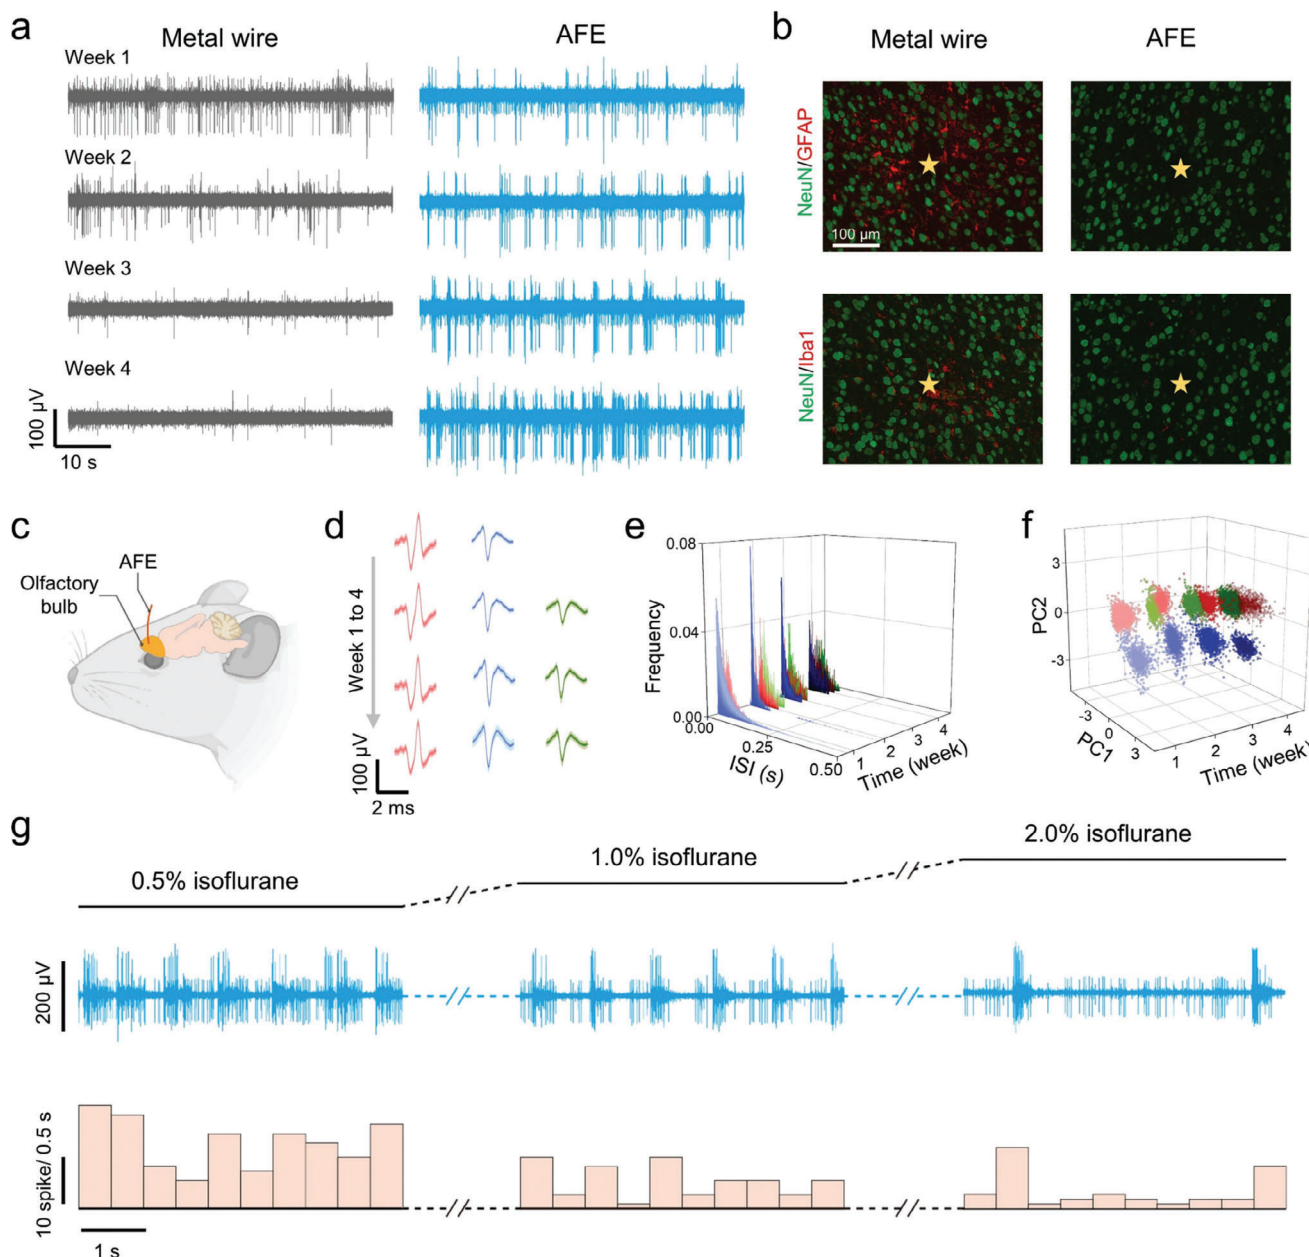 a
Metal wire
AFE
Week 1
Week 2
Week 3
Week 4
100 µV
10 s
b
Metal wire
AFE
NeuN/GFAP
100 µm
NeuN/Iba1
c
AFE
Olfactory
bulb
d
Week 1 to 4
100 µV
2 ms
e
0.08
0.04
0.00
Frequency
0.00
0.25
0.50
ISI (s)
1
2
3
4
Time (week)
f
3
0
-3
PC2
-3
0
3
PC1
1
2
3
4
Time (week)
g
0.5% isoflurane
1.0% isoflurane
2.0% isoflurane
200 µV
10 spike/ 0.5 s
1 s